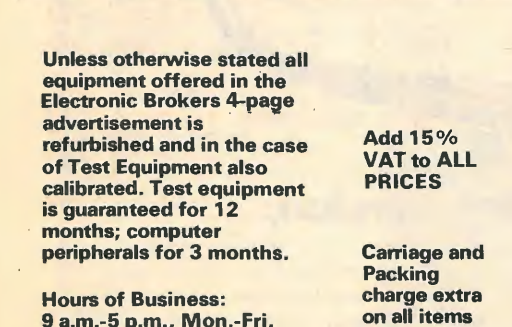 Unless otherwise stated all
equipment offered in the
Electronic Brokers 4-page
advertisement is
refurbished and in the case
of Test Equipment also
calibrated. Test equipment
is guaranteed for 12
months; computer
peripherals for 3 months.
Hours of Business:
9 a.m.-5 p.m., Mon.-Fri.
Add 15%
VAT to ALL
PRICES
Carriage and
Packing
charge extra
on all items